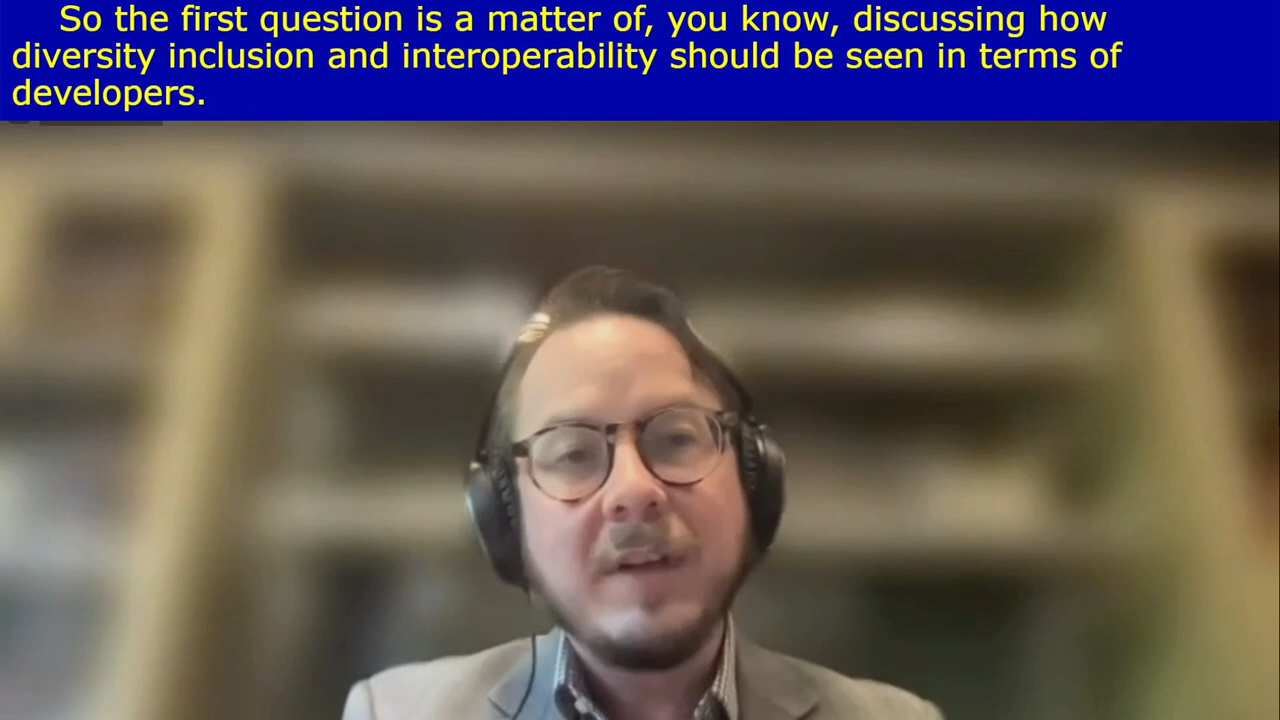 So the first question is a matter of, you know, discussing how
diversity inclusion and interoperability should be seen in terms of
developers.